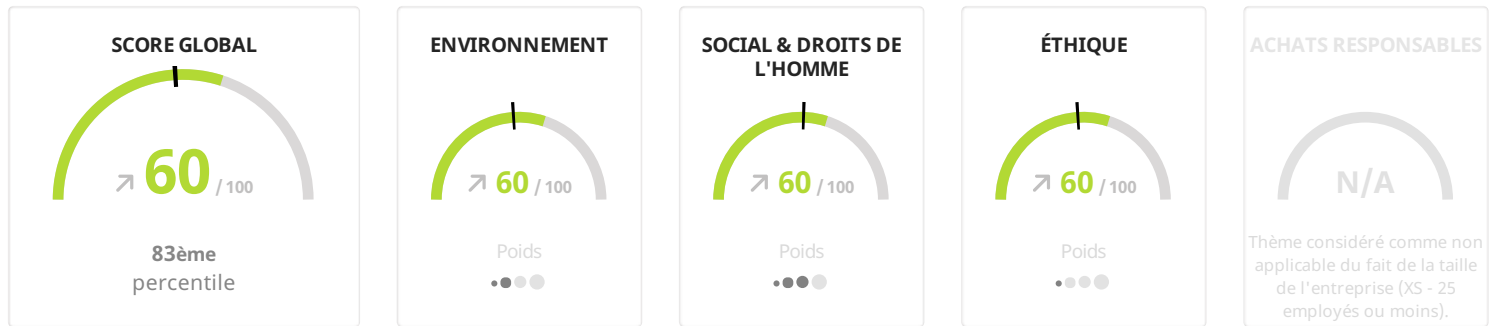 SCORE GLOBAL
60 / 100
83ème
percentile
ENVIRONNEMENT
60 / 100
Poids
SOCIAL & DROITS DE
L'HOMME
60 / 100
Poids
ÉTHIQUE
60 / 100
Poids
ACHATS RESPONSABLES
N/A
Thème considéré comme non
applicable du fait de la taille
de l'entreprise (XS - 25
employés ou moins).